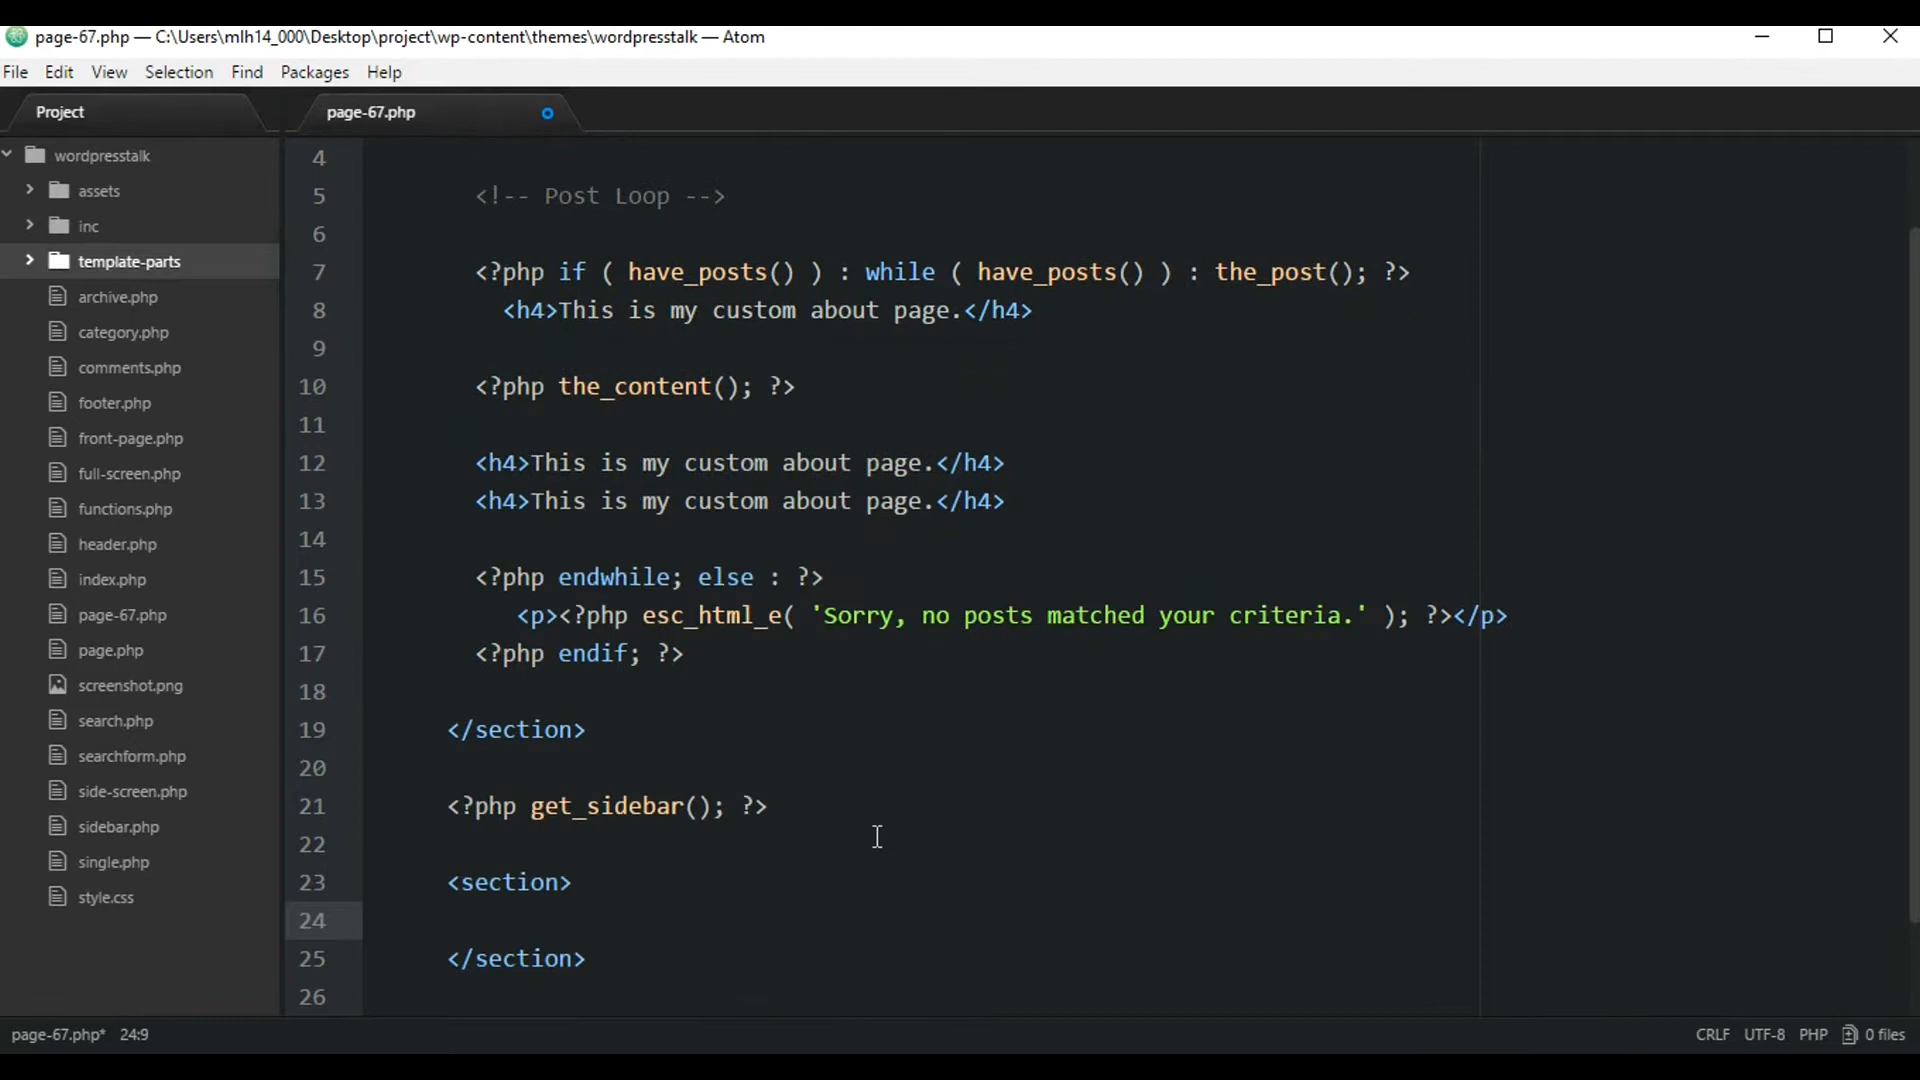 page-67.php — C:\Users\mlh14_000\Desktop\project\wp-content\themes\wordpresstalk — Atom
File Edit View Selection Find Packages Help
Project
page-67.php
wordpresstalk
assets
inc
template-parts
archive.php
category.php
comments.php
footer.php
front-page.php
full-screen.php
functions.php
header.php
index.php
page-67.php
page.php
screenshot.png
search.php
searchform.php
side-screen.php
sidebar.php
single.php
style.css
4
5 <!-- Post Loop -->
6
7 <?php if ( have_posts() ) : while ( have_posts() ) : the_post(); ?>
8 <h4>This is my custom about page.</h4>
9
10 <?php the_content(); ?>
11
12 <h4>This is my custom about page.</h4>
13 <h4>This is my custom about page.</h4>
14
15 <?php endwhile; else : ?>
16 <p><?php esc_html_e( 'Sorry, no posts matched your criteria.' ); ?></p>
17 <?php endif; ?>
18
19 </section>
20
21 <?php get_sidebar(); ?>
22
23 <section>
24
25 </section>
26
page-67.php* 24:9
CRLF UTF-8 PHP 0 files